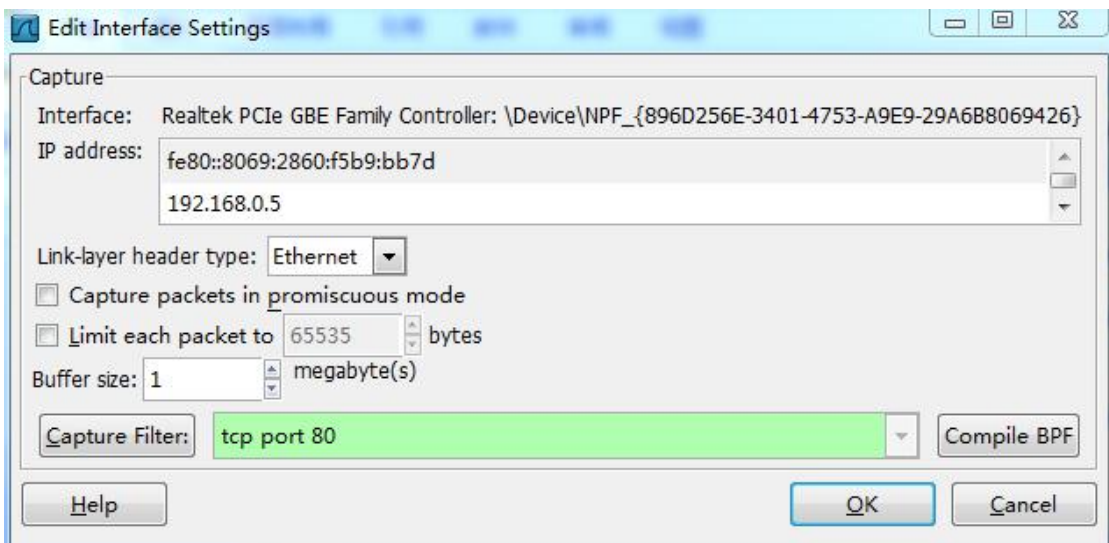 Edit Interface Settings
Capture
Interface: Realtek PCIe GBE Family Controller: \Device\NPF_{896D256E-3401-4753-A9E9-29A6B8069426}
IP address: fe80::8069:2860:f5b9:bb7d
192.168.0.5
Link-layer header type: Ethernet
Capture packets in promiscuous mode
Limit each packet to 65535 bytes
Buffer size: 1 megabyte(s)
Capture Filter: tcp port 80 Compile BPF
Help OK Cancel